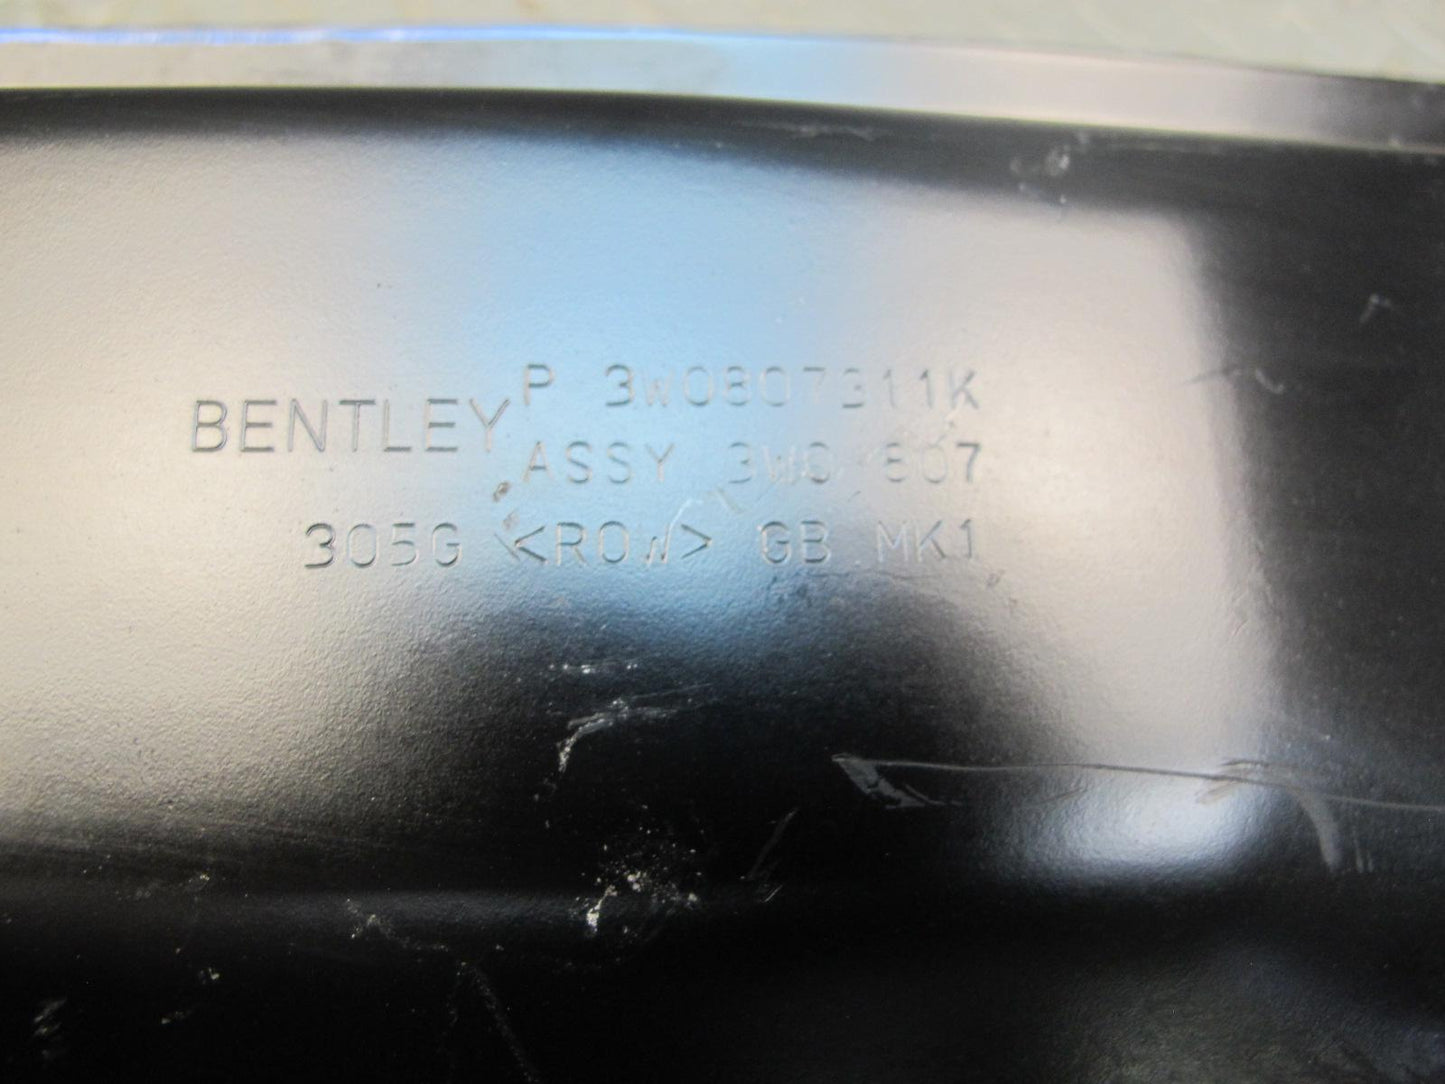 BENTLEY P 3W0807311K
ASSY 3W0 807
305G <ROW> GB MK1